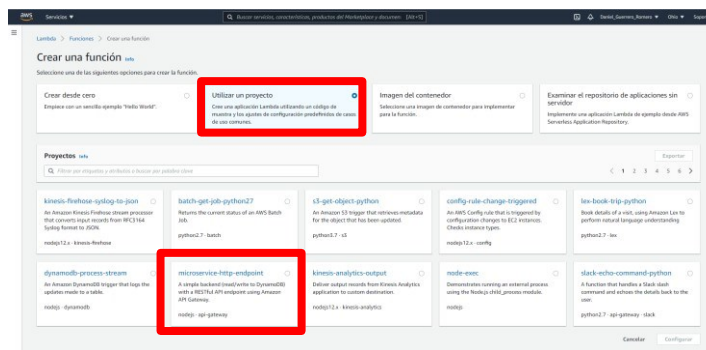 aws Servicios ▼ Buscar servicios, características, productos del Marketplace y documen [Alt+S] Daniel_Guerrero_Romero ▼ Ohio ▼ Sopor
Lambda > Funciones > Crear una función
Crear una función Info
Seleccione una de las siguientes opciones para crear la función.
Crear desde cero
Empiece con un sencillo ejemplo "Hello World".
Utilizar un proyecto
Cree una aplicación Lambda utilizando un código de
muestra y los ajustes de configuración predefinidos de casos
de uso comunes.
Imagen del contenedor
Seleccione una imagen de contenedor para implementar
para la función.
Examinar el repositorio de aplicaciones sin
servidor
Implemente una aplicación Lambda de ejemplo desde AWS
Serverless Application Repository.
Proyectos Info
Exportar
Filtrar por etiquetas y atributos o buscar por palabra clave
< 1 2 3 4 5 6 >
kinesis-firehose-syslog-to-json
An Amazon Kinesis Firehose stream processor
that converts input records from RFC3164
Syslog format to JSON.
nodejs12.x · kinesis-firehose
batch-get-job-python27
Returns the current status of an AWS Batch
Job.
python2.7 · batch
s3-get-object-python
An Amazon S3 trigger that retrieves metadata
for the object that has been updated.
python3.7 · s3
config-rule-change-triggered
An AWS Config rule that is triggered by
configuration changes to EC2 instances.
Checks instance types.
nodejs12.x · config
lex-book-trip-python
Book details of a visit, using Amazon Lex to
perform natural language understanding
python2.7 · lex
dynamodb-process-stream
An Amazon DynamoDB trigger that logs the
updates made to a table.
nodejs · dynamodb
microservice-http-endpoint
A simple backend (read/write to DynamoDB)
with a RESTful API endpoint using Amazon
API Gateway.
nodejs · api-gateway
kinesis-analytics-output
Deliver output records from Kinesis Analytics
application to custom destination.
nodejs12.x · kinesis-analytics
node-exec
Demonstrates running an external process
using the Node.js child_process module.
nodejs
slack-echo-command-python
A function that handles a Slack slash
command and echoes the details back to the
user.
python2.7 · api-gateway · slack
Cancelar Configurar